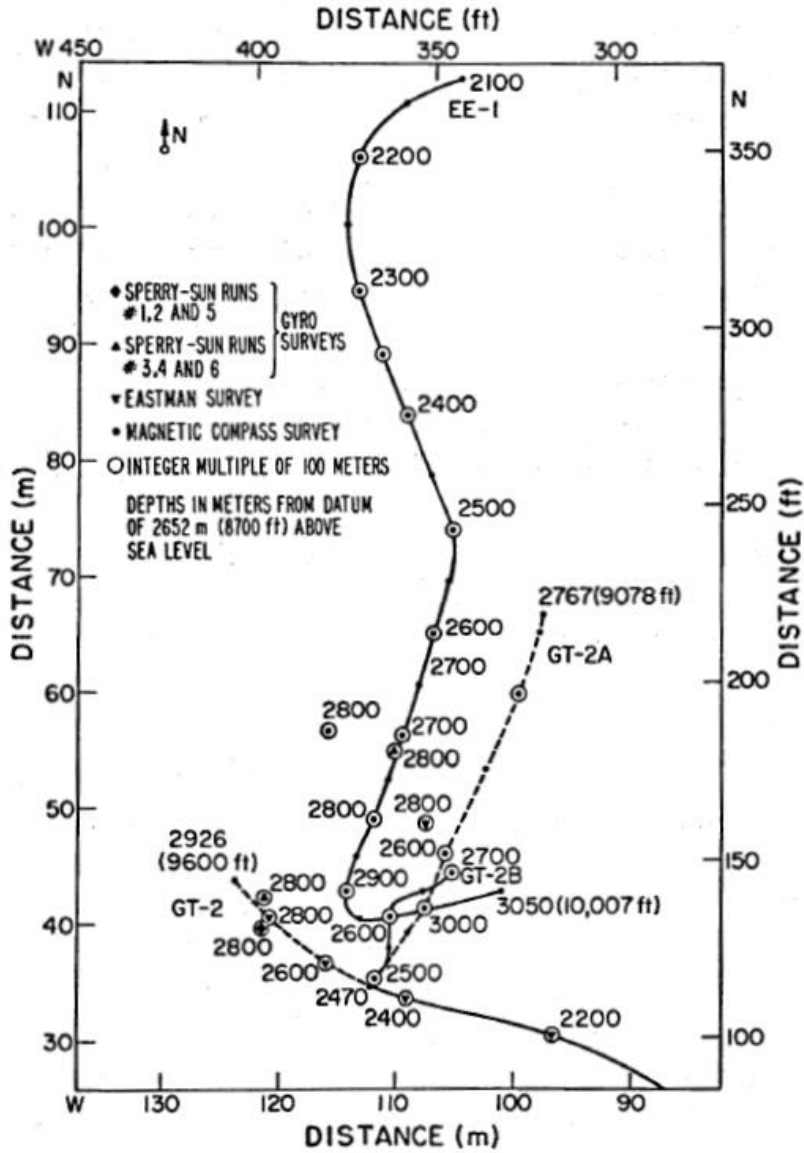 DISTANCE (ft)
W 450 400 350 300
N
N
N
110
100
90
80
70
60
50
40
30
DISTANCE (m)
350
300
250
200
150
100
DISTANCE (ft)
2100
EE-1
2200
2300
2400
2500
2600
2700
2700
2800
2800
2800
2800
2900
SPERRY-SUN RUNS
#1,2 AND 5
GYRO
SURVEYS
SPERRY-SUN RUNS
# 3,4 AND 6
EASTMAN SURVEY
MAGNETIC COMPASS SURVEY
INTEGER MULTIPLE OF 100 METERS
DEPTHS IN METERS FROM DATUM
OF 2652 m (8700 ft) ABOVE
SEA LEVEL
2767(9078 ft)
GT-2A
2600
2700
GT-2B
3050(10,007 ft)
3000
2600
2926
(9600 ft)
GT-2
2800
2800
2800
2600
2470
2500
2400
2200
W 130 120 110 100 90
DISTANCE (m)